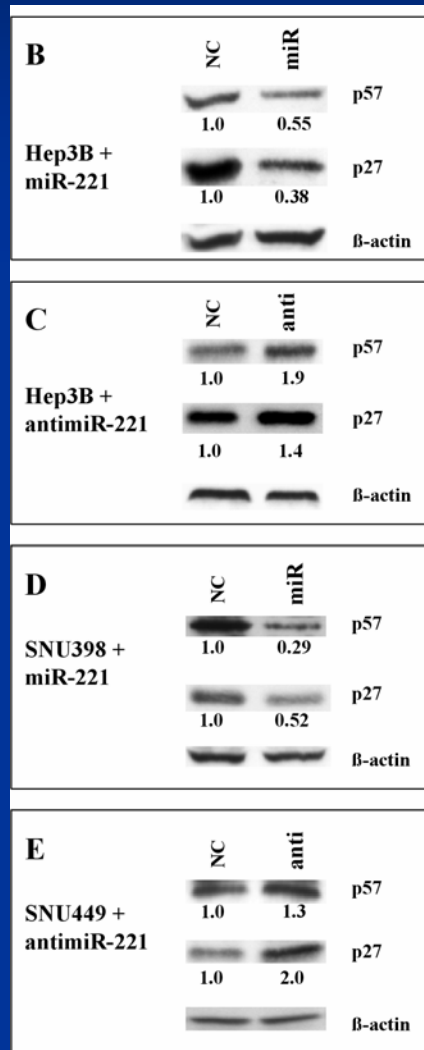 B
NC miR
p57
1.0 0.55
Hep3B +
miR-221
p27
1.0 0.38
ß-actin
C
NC anti
p57
1.0 1.9
Hep3B +
antimiR-221
p27
1.0 1.4
ß-actin
D
NC miR
p57
1.0 0.29
SNU398 +
miR-221
p27
1.0 0.52
ß-actin
E
NC anti
p57
1.0 1.3
SNU449 +
antimiR-221
p27
1.0 2.0
ß-actin